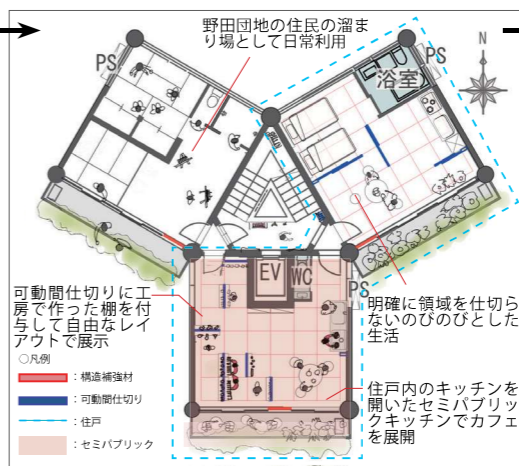 野田団地の住民の溜ま
り場として日常利用
N
PS
PS
浴室
EV
WC
PS
可動間仕切りに工
房で作った棚を付
与して自由なレイ
アウトで展示
明確に領域を仕切ら
ないのびのびとした
生活
○凡例
：構造補強材
：可動間仕切り
：住戸
：セミパブリック
住戸内のキッチンを
開いたセミパブリッ
クキッチンでカフェ
を展開